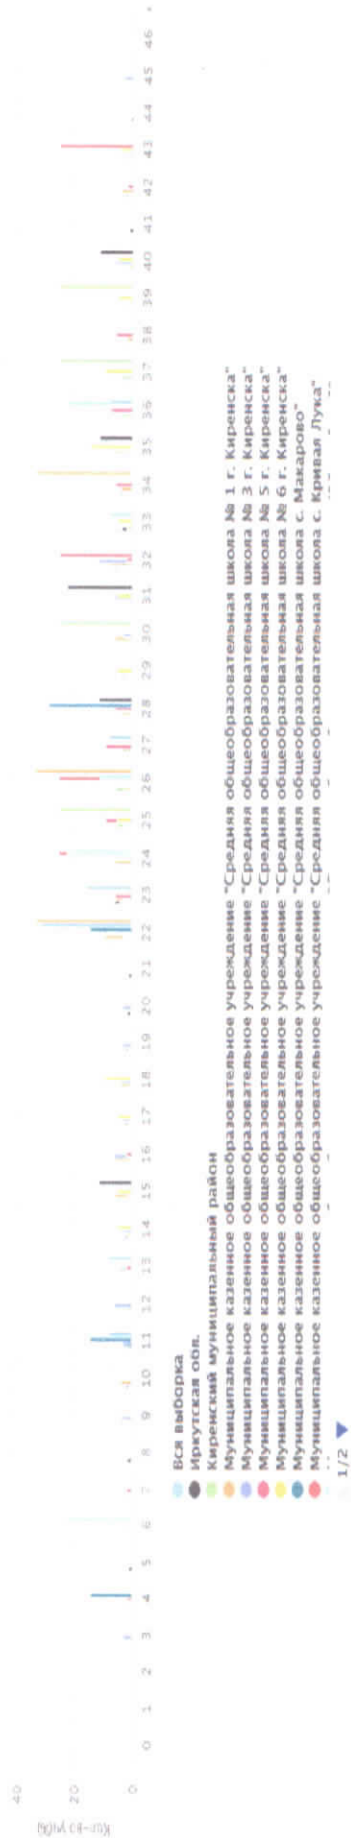 40
20
0
Кол-во уч(%)
0 1 2 3 4 5 6 7 8 9 10 11 12 13 14 15 16 17 18 19 20 21 22 23 24 25 26 27 28 29 30 31 32 33 34 35 36 37 38 39 40 41 42 43 44 45 46
Вся выборка
Иркутская обл.
Киренский муниципальный район
Муниципальное казенное общеобразовательное учреждение "Средняя общеобразовательная школа № 1 г. Киренска"
Муниципальное казенное общеобразовательное учреждение "Средняя общеобразовательная школа № 3 г. Киренска"
Муниципальное казенное общеобразовательное учреждение "Средняя общеобразовательная школа № 5 г. Киренска"
Муниципальное казенное общеобразовательное учреждение "Средняя общеобразовательная школа № 6 г. Киренска"
Муниципальное казенное общеобразовательное учреждение "Средняя общеобразовательная школа с. Макарово"
Муниципальное казенное общеобразовательное учреждение "Средняя общеобразовательная школа с. Кривая Лука"
1/2